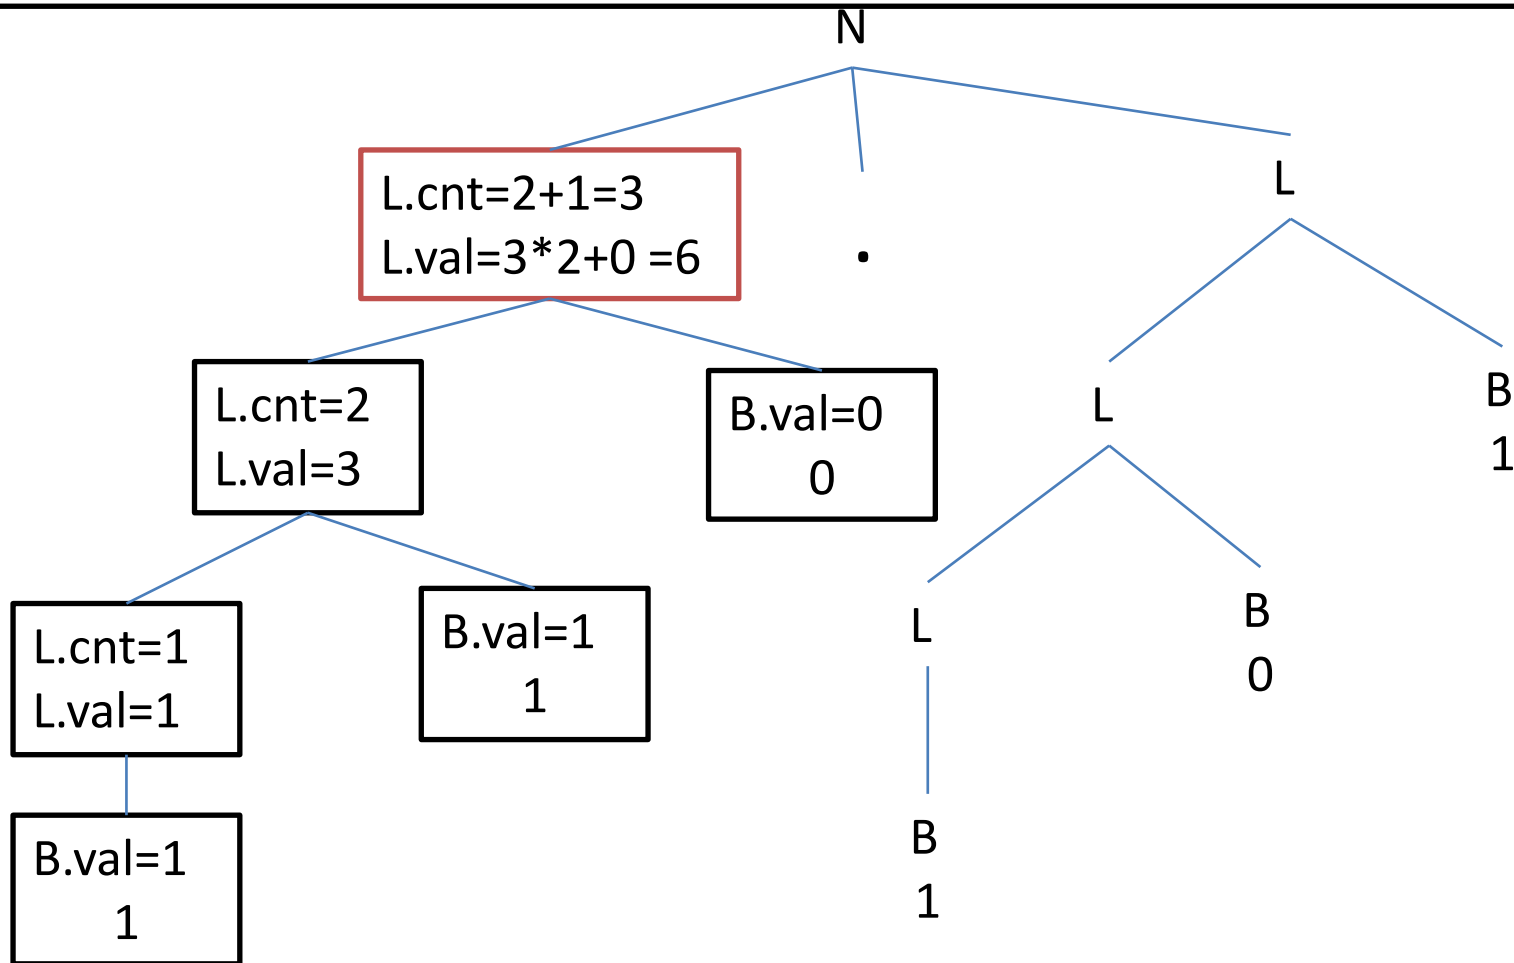 N
L.cnt=2+1=3
L.val=3*2+0 =6
.
L
L.cnt=2
L.val=3
B.val=0
0
L
B
1
L.cnt=1
L.val=1
B.val=1
1
L
B
0
B.val=1
1
B
1